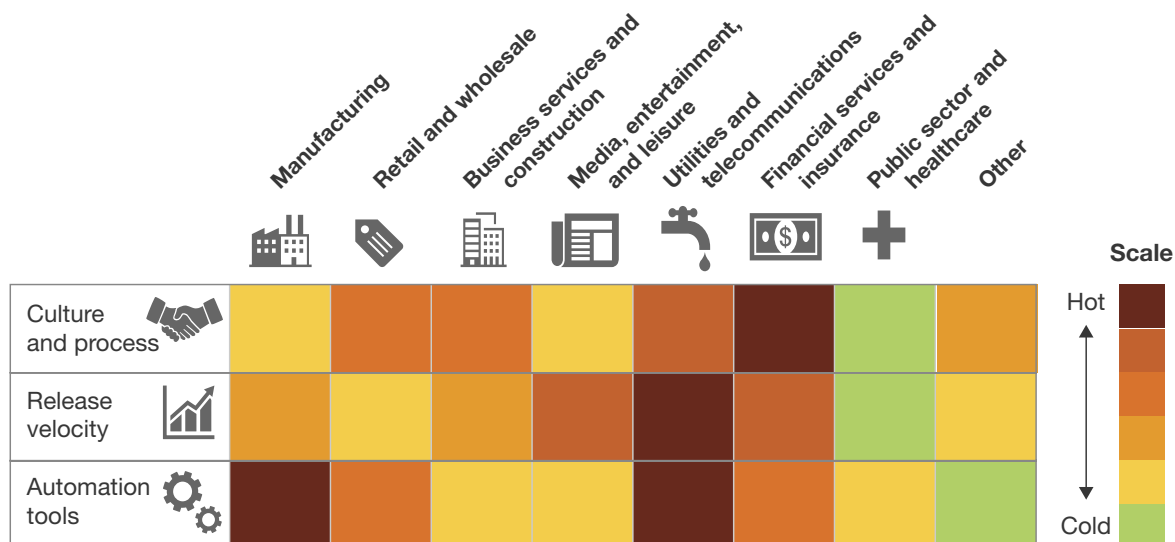 Manufacturing
Retail and wholesale
Business services and
construction
Media, entertainment,
and leisure
Utilities and
telecommunications
Financial services and
insurance
Public sector and
healthcare
Other
$
Scale
Culture
and process
Hot
Release
velocity
Automation
tools
Cold